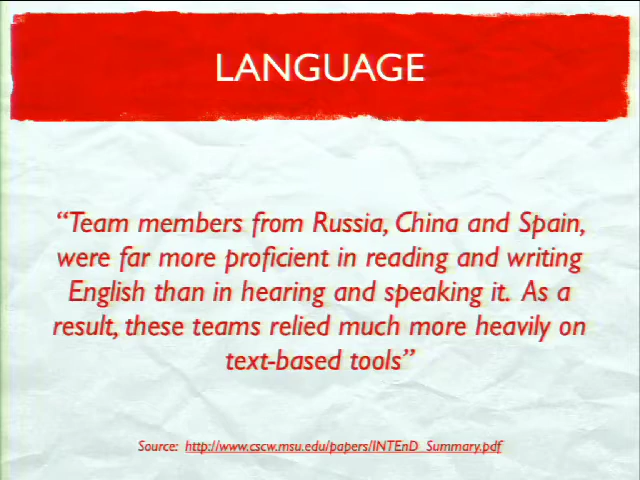 LANGUAGE
“Team members from Russia, China and Spain,
were far more proficient in reading and writing
English than in hearing and speaking it. As a
result, these teams relied much more heavily on
text-based tools”
Source: http://www.cscw.msu.edu/papers/INTEnD_Summary.pdf